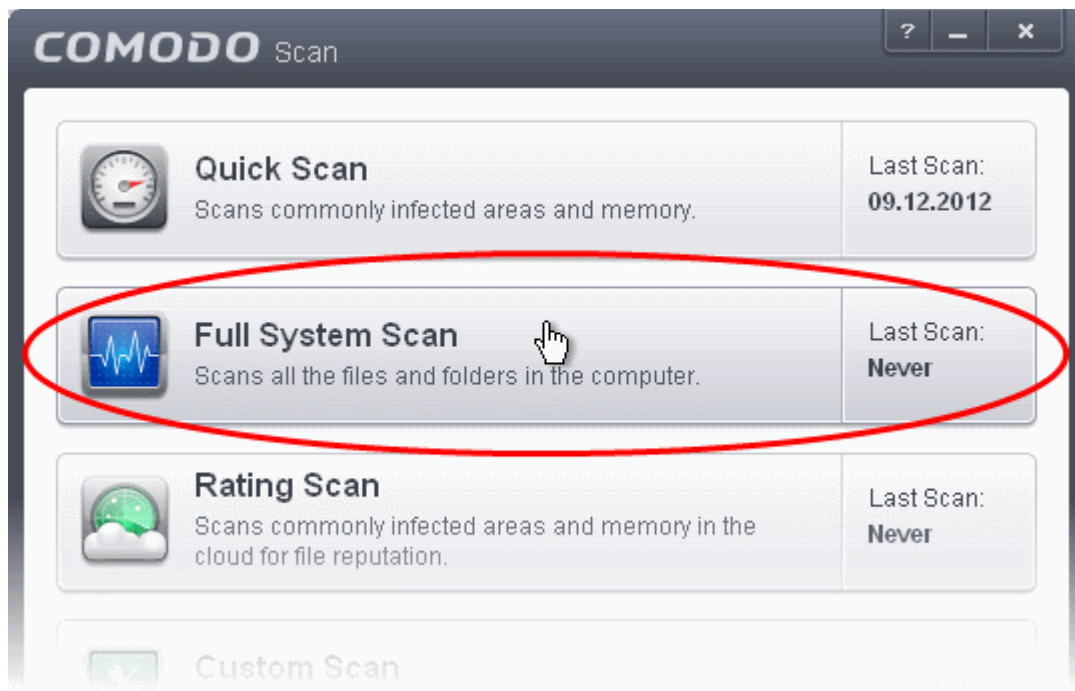 COMODO Scan
? _ x
Quick Scan
Scans commonly infected areas and memory.
Last Scan:
09.12.2012
Full System Scan
Scans all the files and folders in the computer.
Last Scan:
Never
Rating Scan
Scans commonly infected areas and memory in the
cloud for file reputation.
Last Scan:
Never
Custom Scan